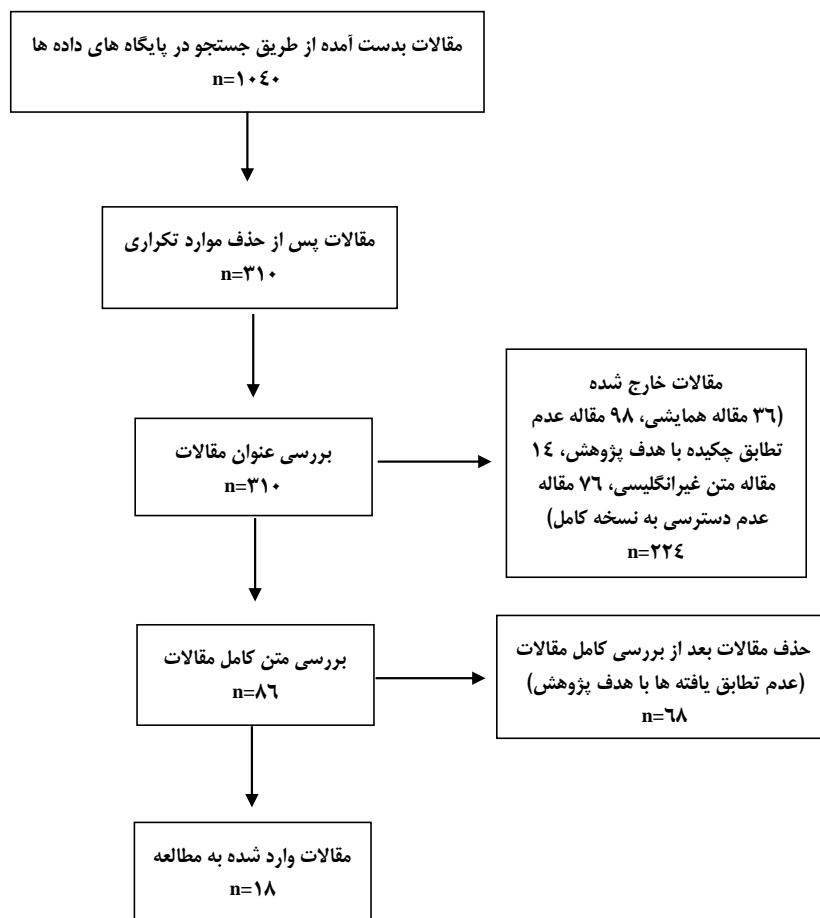 مقالات بدست آمده از طریق جستجو در پایگاه های داده ها
n=۱۰٤۰
مقالات پس از حذف موارد تکراری
n=۳۱۰
بررسی عنوان مقالات
n=۳۱۰
مقالات خارج شده
(۳٦ مقاله همایشی، ۹۸ مقاله عدم
تطابق چکیده با هدف پژوهش، ۱٤
مقاله متن غیرانگلیسی، ۷٦ مقاله
عدم دسترسی به نسخه کامل)
n=۲۲٤
بررسی متن کامل مقالات
n=۸٦
حذف مقالات بعد از بررسی کامل مقالات
(عدم تطابق یافته ها با هدف پژوهش)
n=٦۸
مقالات وارد شده به مطالعه
n=۱۸